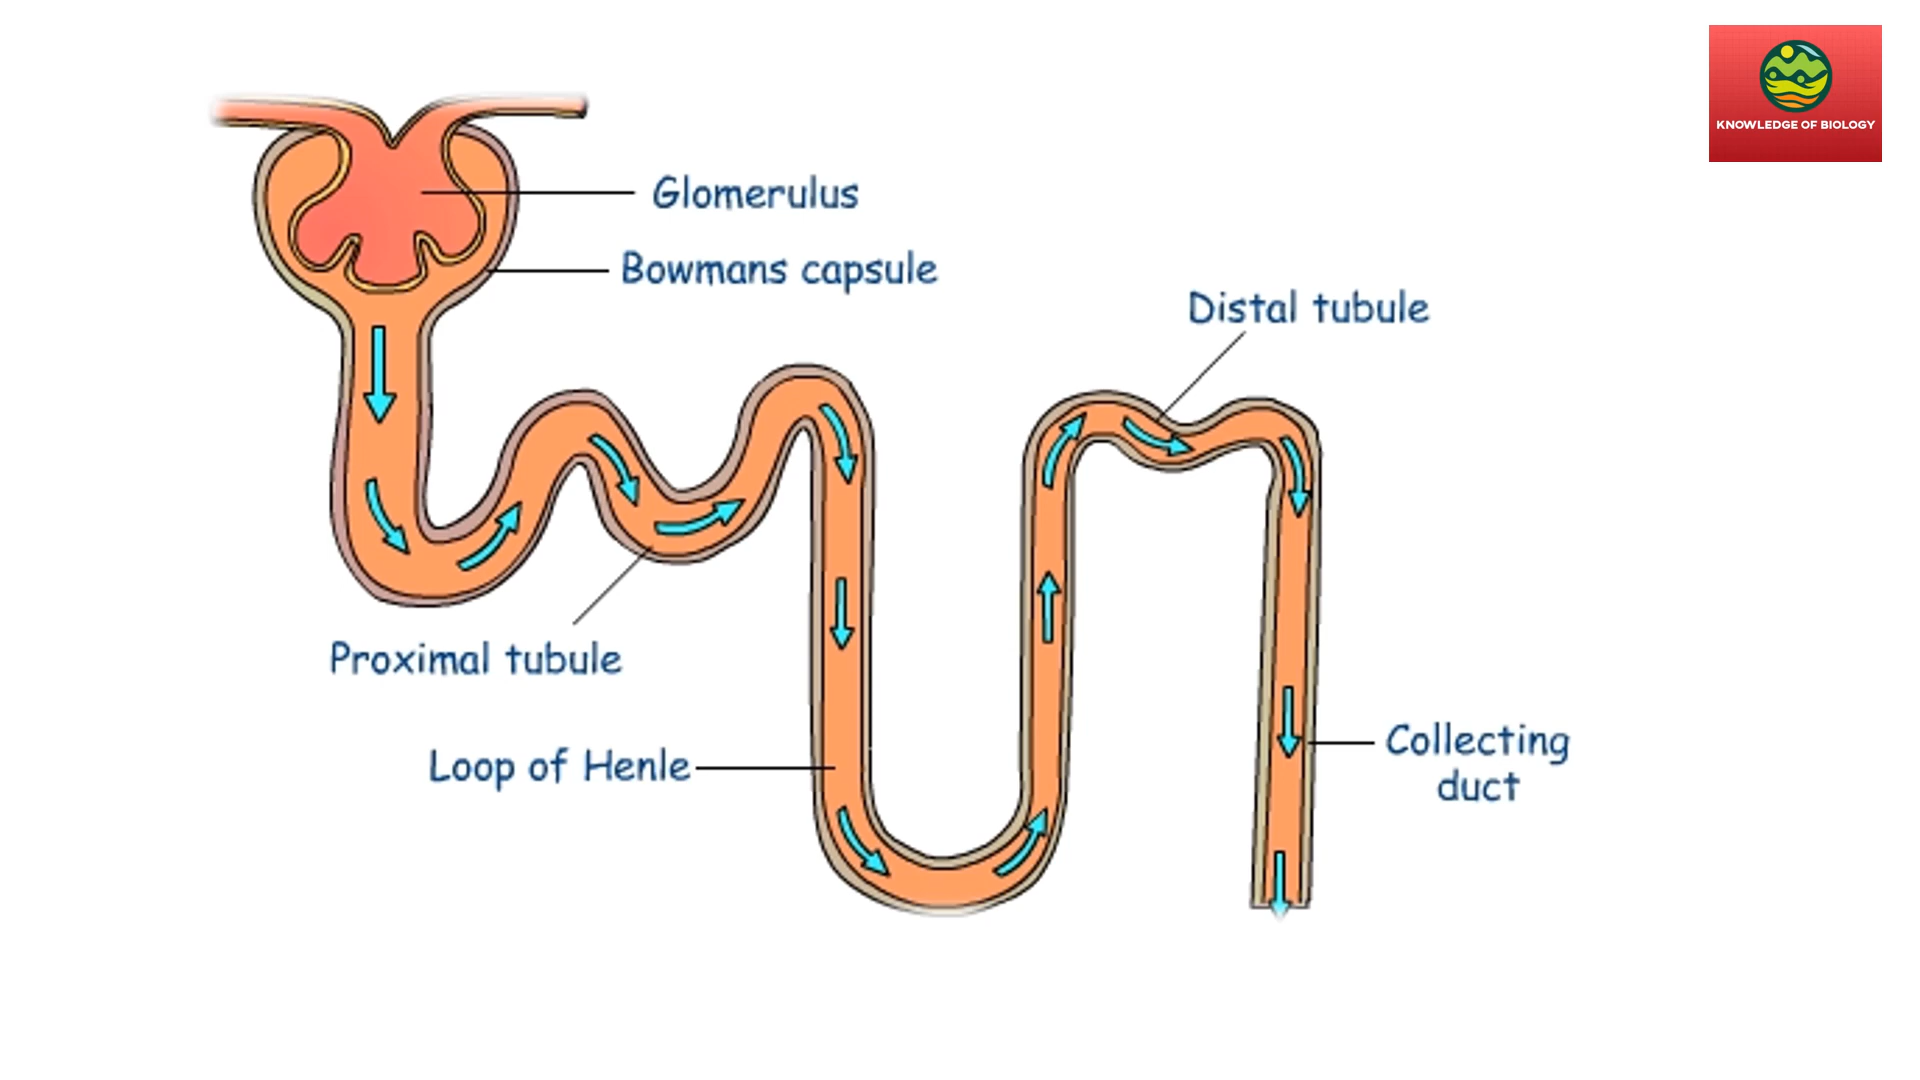 KNOWLEDGE OF BIOLOGY
Glomerulus
Bowmans capsule
Distal tubule
Proximal tubule
Loop of Henle
Collecting
duct